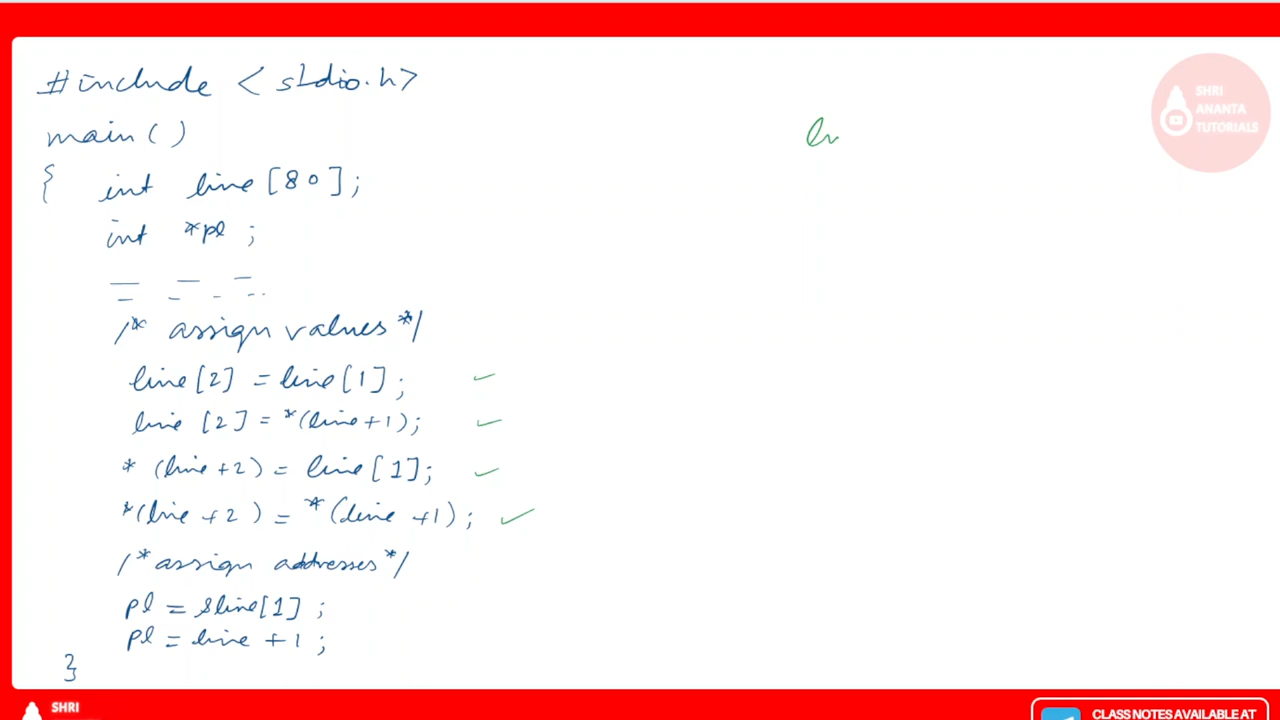 #include <stdio.h>
main()
{ int line[80];
int *pl;
/* assign values */
line[2] = line[1];
line[2] = *(line+1);
*(line+2) = line[1];
*(line+2) = *(line+1);
/* assign addresses */
pl = &line[1];
pl = line+1;
}
SHRI
ANANTA
TUTORIALS
SHRI
CLASS NOTES AVAILABLE AT